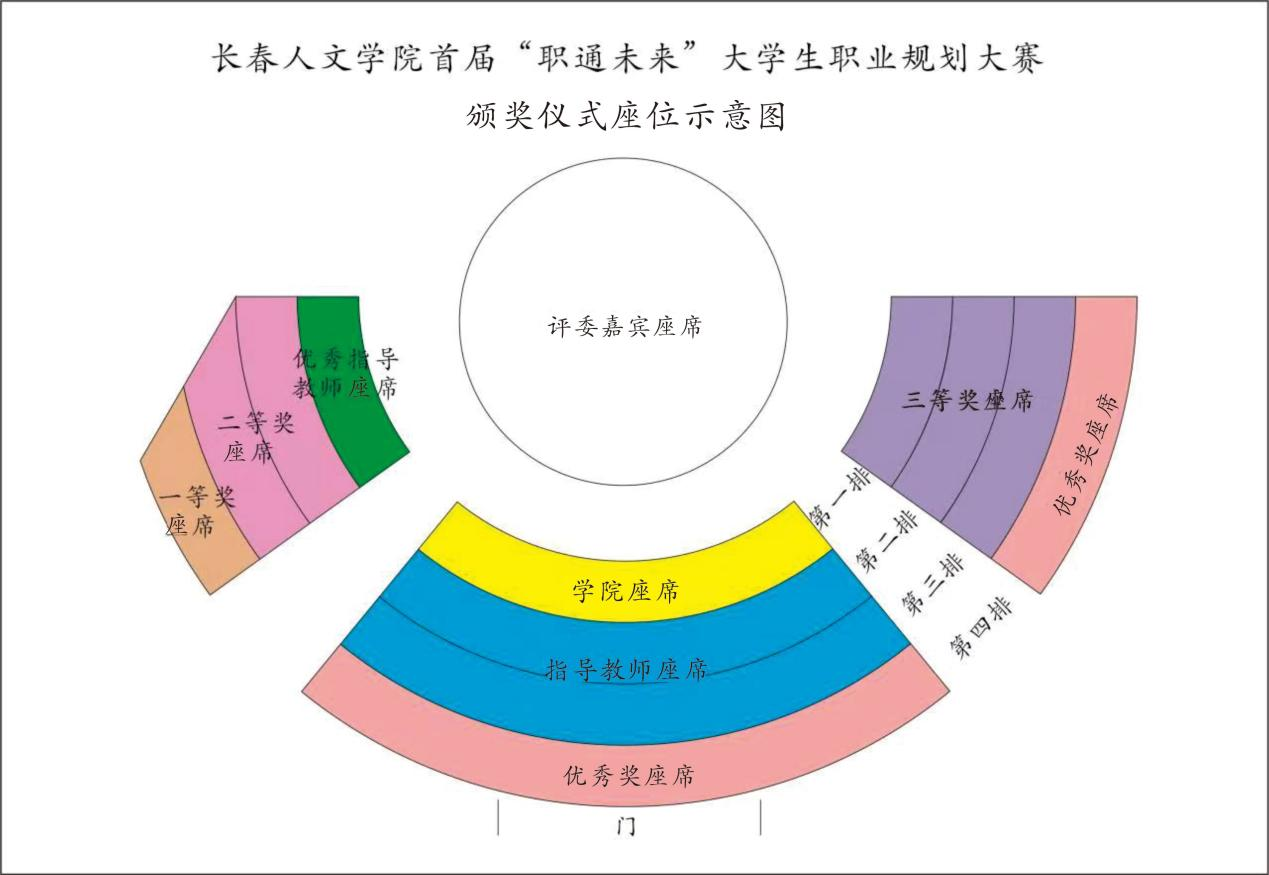 长春人文学院首届“职通未来”大学生职业规划大赛
颁奖仪式座位示意图
评委嘉宾座席
优秀指导
教师座席
二等奖
座席
一等奖
座席
三等奖座席
优秀奖座席
第一排
第二排
第三排
第四排
学院座席
指导教师座席
优秀奖座席
门